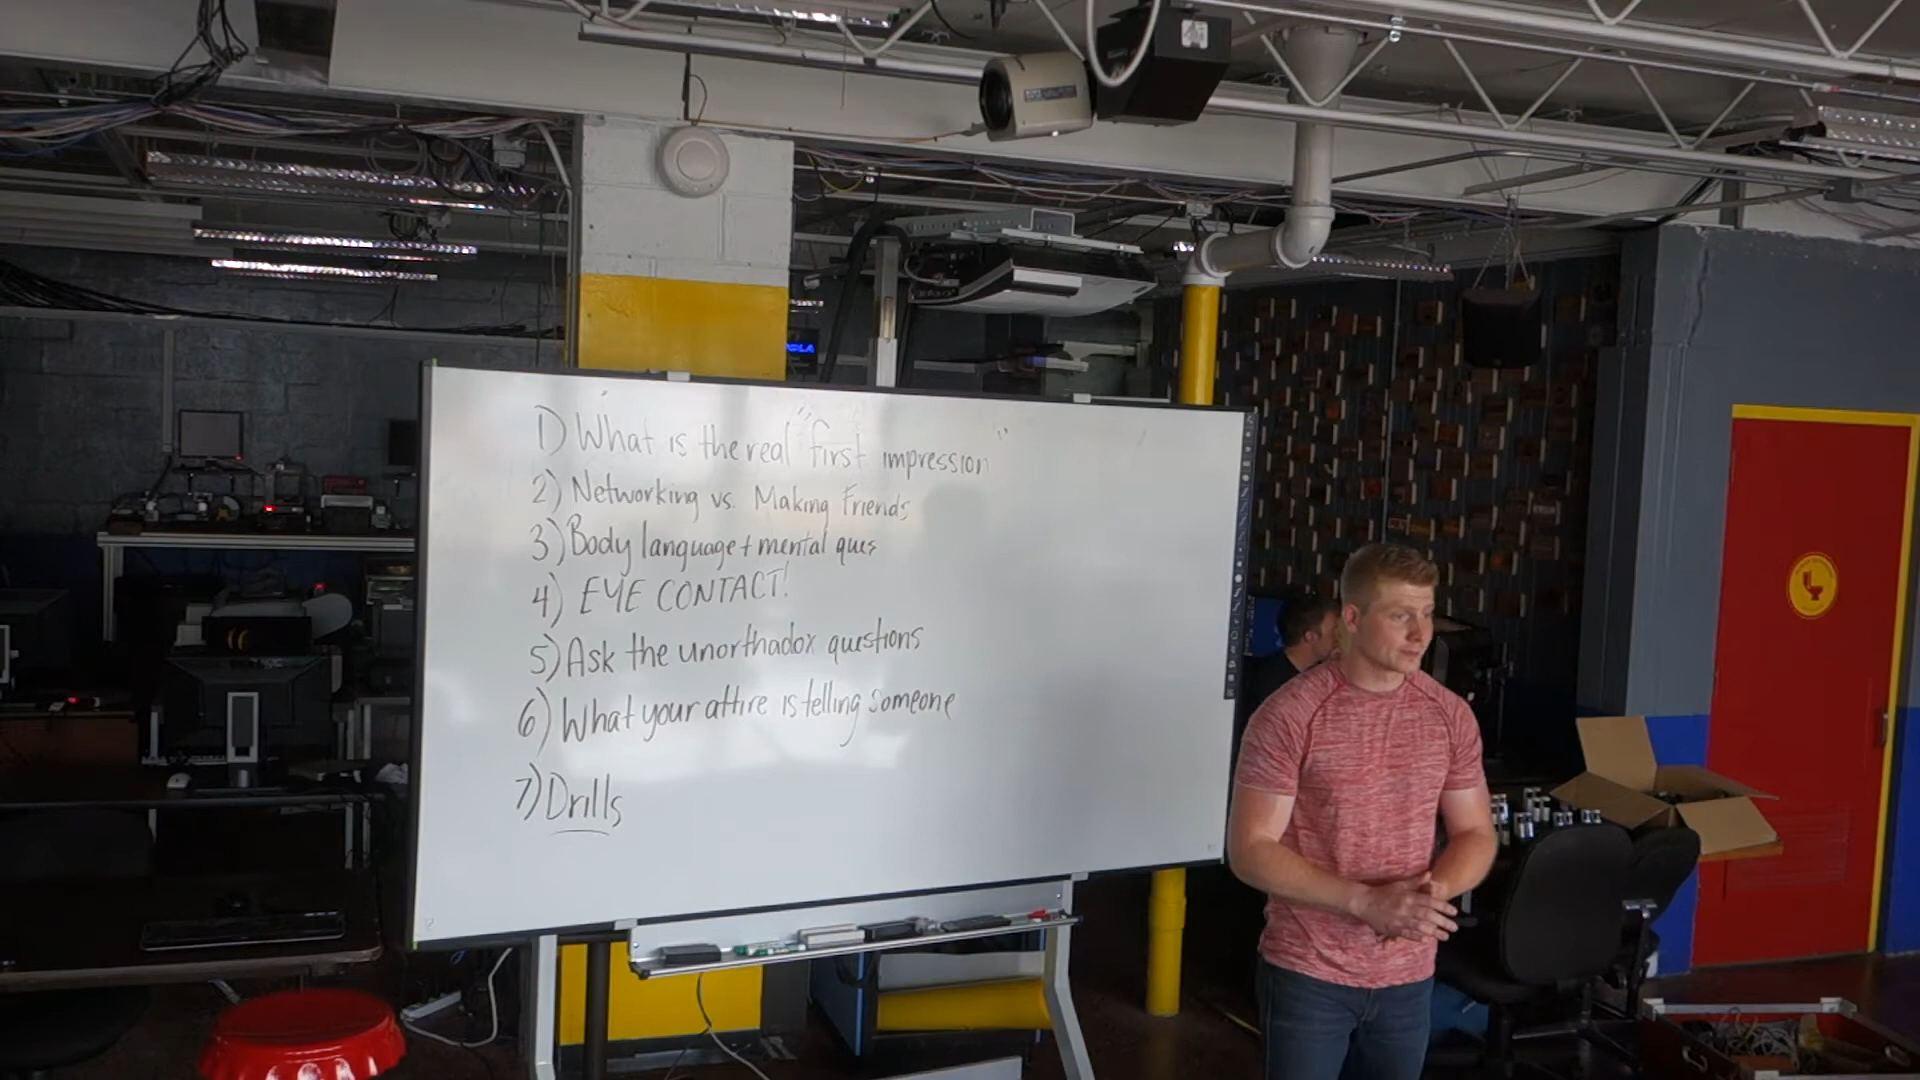 1) What is the real "first impression"
2) Networking vs. Making Friends
3) Body language + mental ques
4) EYE CONTACT!
5) Ask the unorthadox questions
6) What your attire is telling someone
7) Drills